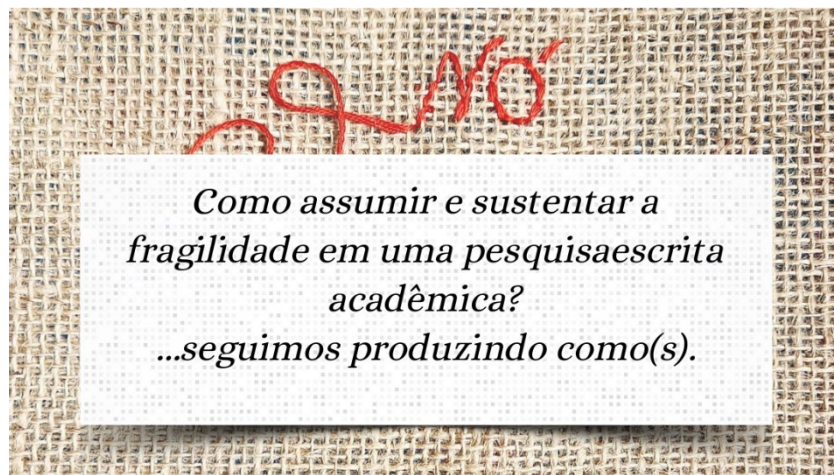 NÓ
Como assumir e sustentar a
fragilidade em uma pesquisaescrita
acadêmica?
...seguimos produzindo como(s).